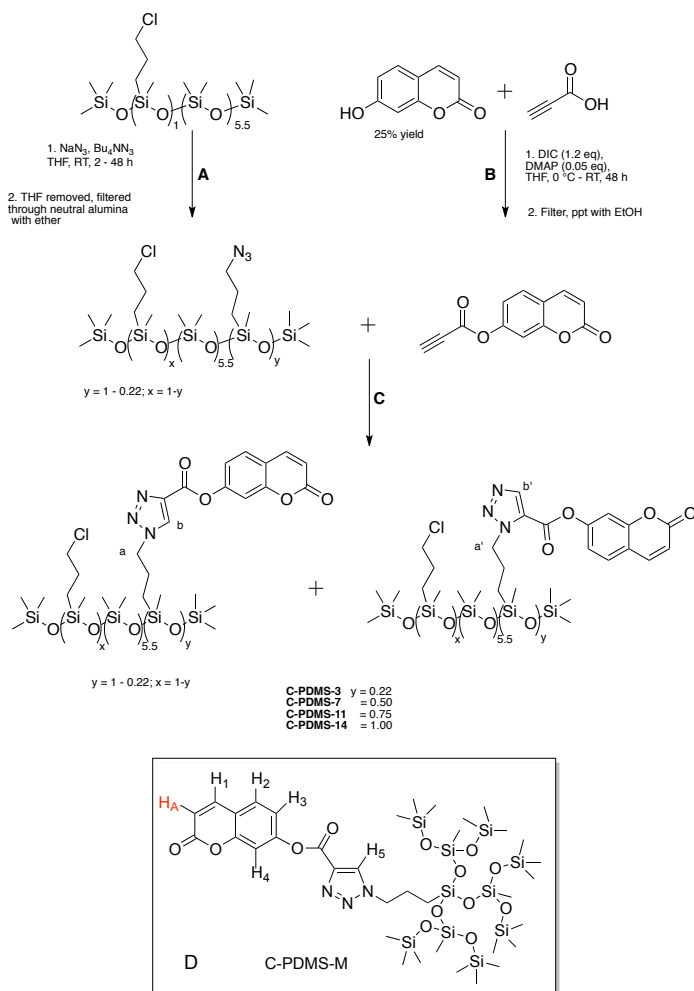 Cl
Si O Si O Si O Si
1 5.5
HO O O
25% yield
+
O
OH
1. NaN3, Bu4NN3
THF, RT, 2 - 48 h
A
2. THF removed, filtered
through neutral alumina
with ether
1. DIC (1.2 eq),
DMAP (0.05 eq),
THF, 0 °C - RT, 48 h
B
2. Filter, ppt with EtOH
Cl N3
Si O Si O Si O Si O Si
x 5.5 y
y = 1 - 0.22; x = 1-y
+
O
O O O
C
O
O O O
N N N
b
a
Cl
Si O Si O Si O Si O Si
x 5.5 y
y = 1 - 0.22; x = 1-y
+
N N N
b'
a'
O
O O O
Cl
Si O Si O Si O Si O Si
x 5.5 y
C-PDMS-3 y = 0.22
C-PDMS-7 = 0.50
C-PDMS-11 = 0.75
C-PDMS-14 = 1.00
HA H1 H2 H3
O O O O
H4 H5
N N N
Si O Si O Si
O O
Si O Si
Si O Si O Si
O O
Si O Si O Si
O
Si
D C-PDMS-M